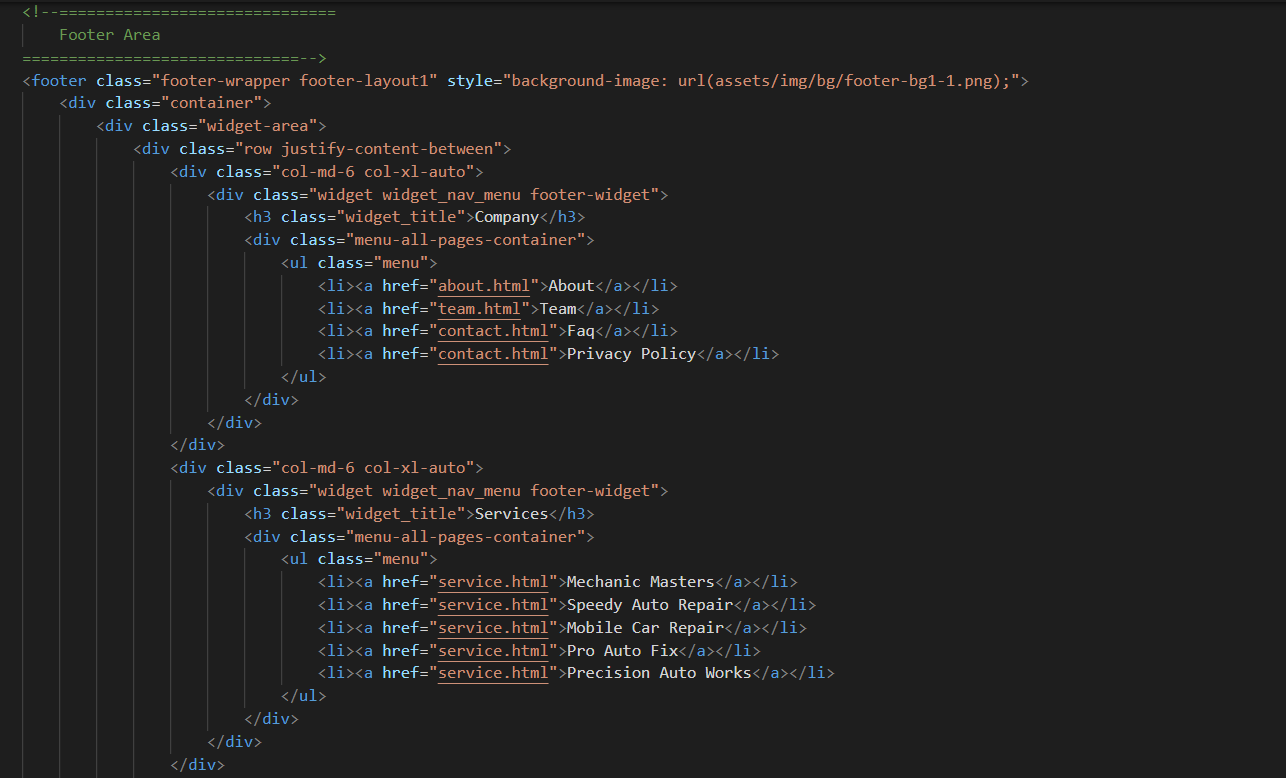 <!--==============================
    Footer Area
==============================-->
<footer class="footer-wrapper footer-layout1" style="background-image: url(assets/img/bg/footer-bg1-1.png);">
    <div class="container">
        <div class="widget-area">
            <div class="row justify-content-between">
                <div class="col-md-6 col-xl-auto">
                    <div class="widget widget_nav_menu footer-widget">
                        <h3 class="widget_title">Company</h3>
                        <div class="menu-all-pages-container">
                            <ul class="menu">
                                <li><a href="about.html">About</a></li>
                                <li><a href="team.html">Team</a></li>
                                <li><a href="contact.html">Faq</a></li>
                                <li><a href="contact.html">Privacy Policy</a></li>
                            </ul>
                        </div>
                    </div>
                </div>
                <div class="col-md-6 col-xl-auto">
                    <div class="widget widget_nav_menu footer-widget">
                        <h3 class="widget_title">Services</h3>
                        <div class="menu-all-pages-container">
                            <ul class="menu">
                                <li><a href="service.html">Mechanic Masters</a></li>
                                <li><a href="service.html">Speedy Auto Repair</a></li>
                                <li><a href="service.html">Mobile Car Repair</a></li>
                                <li><a href="service.html">Pro Auto Fix</a></li>
                                <li><a href="service.html">Precision Auto Works</a></li>
                            </ul>
                        </div>
                    </div>
                </div>